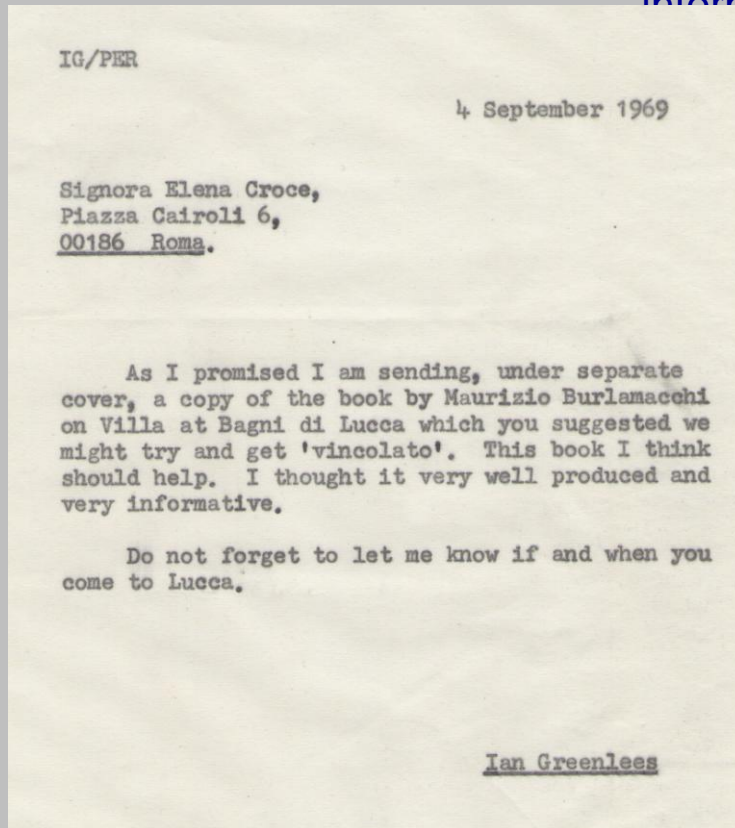 IG/PER
4 September 1969
Signora Elena Croce,
Piazza Cairoli 6,
00186 Roma.
As I promised I am sending, under separate
cover, a copy of the book by Maurizio Burlamacchi
on Villa at Bagni di Lucca which you suggested we
might try and get 'vincolato'. This book I think
should help. I thought it very well produced and
very informative.
Do not forget to let me know if and when you
come to Lucca.
Ian Greenlees